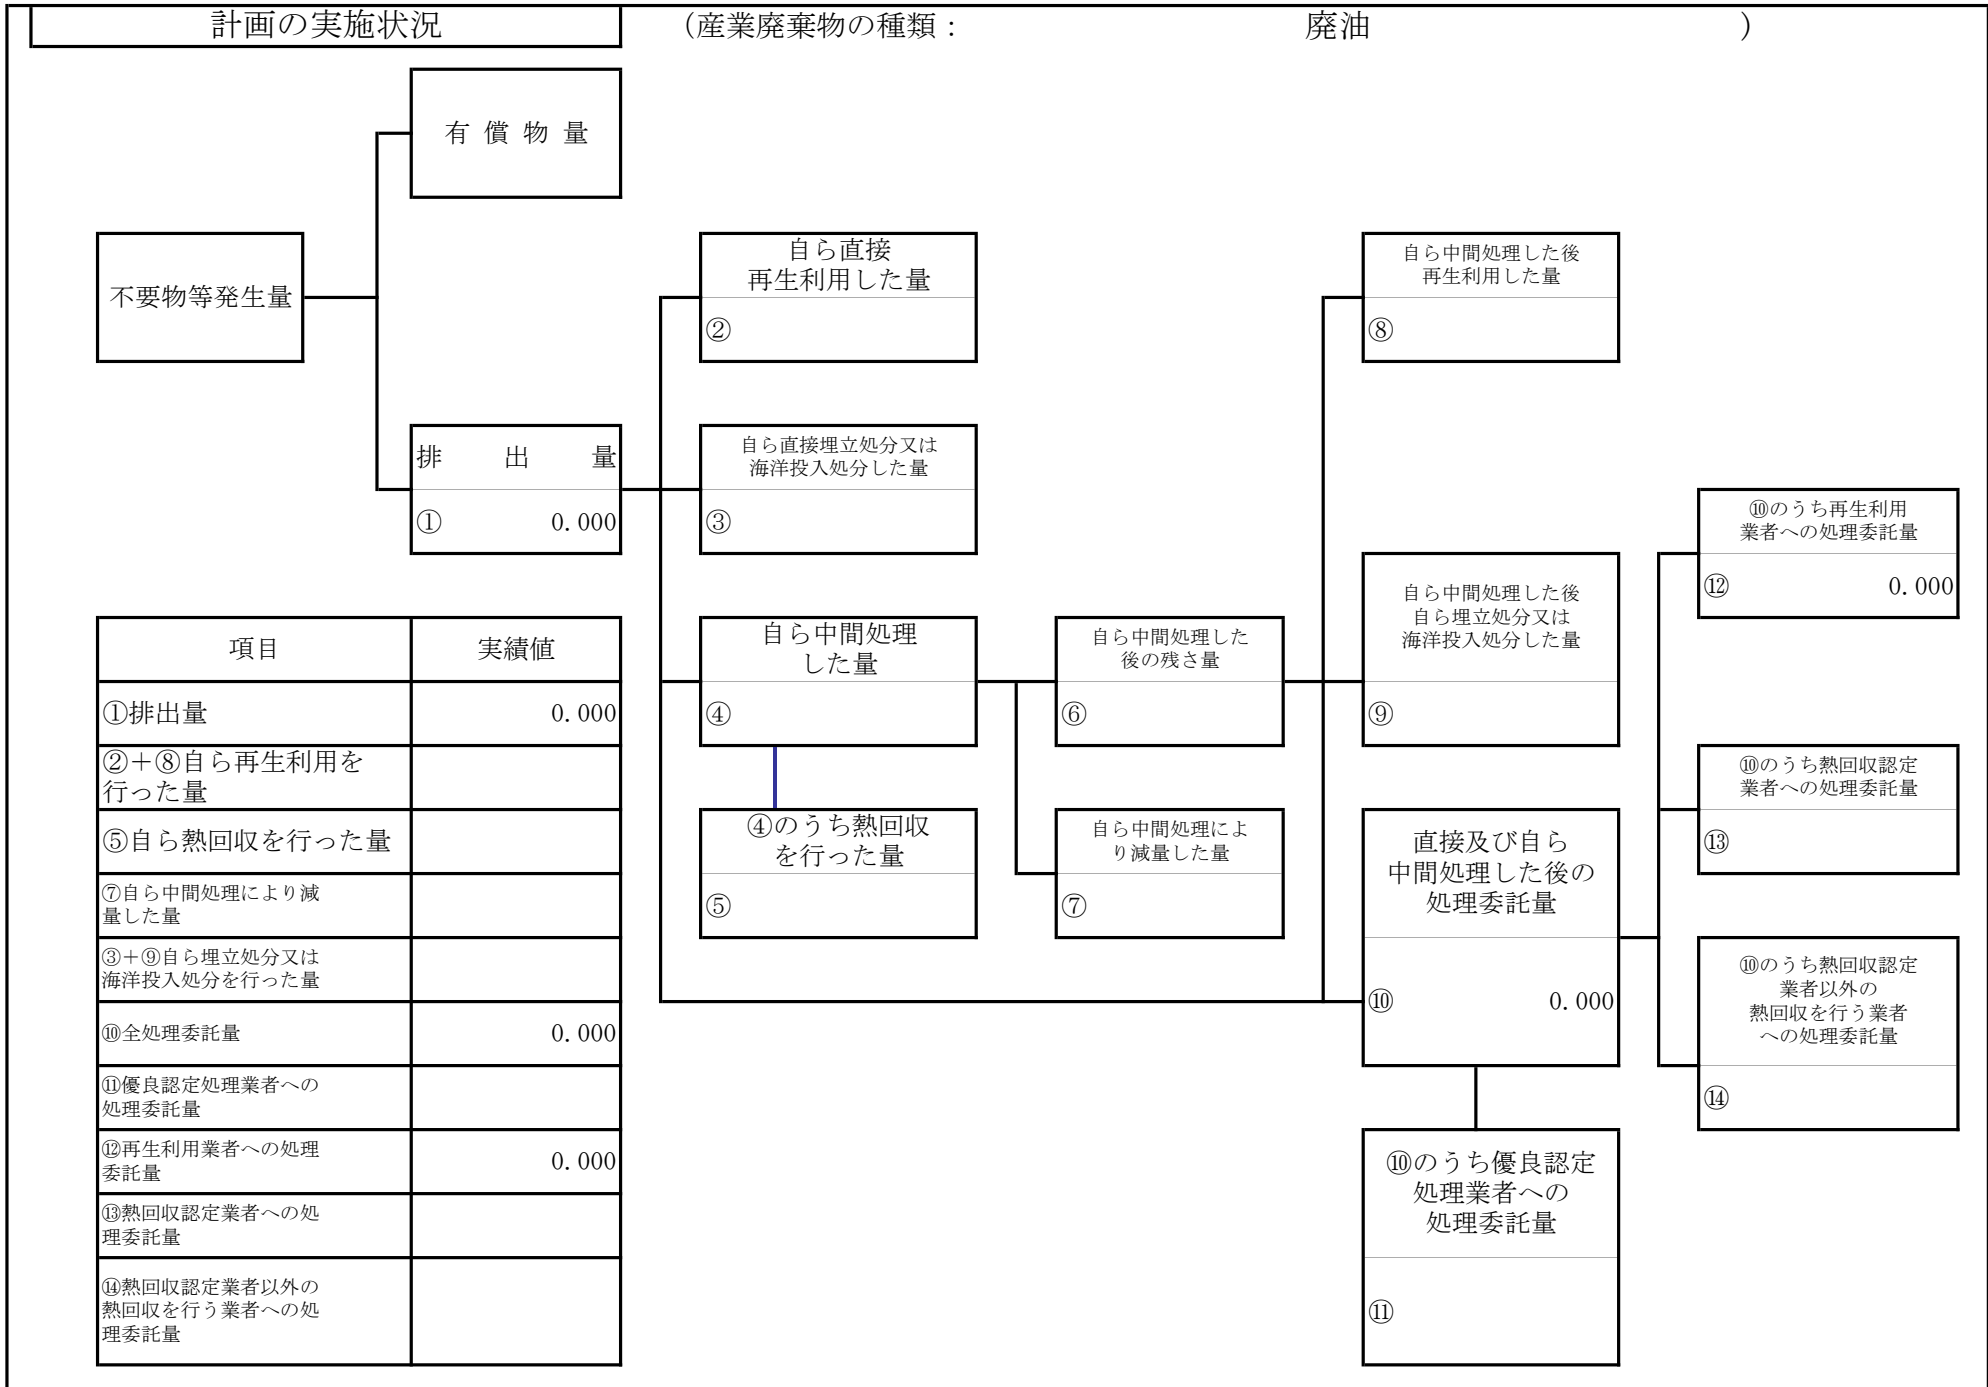 計画の実施状況
（産業廃棄物の種類： 廃油 ）
有 償 物 量
不要物等発生量
排 出 量
① 0.000
自ら直接
再生利用した量
②
自ら直接埋立処分又は
海洋投入処分した量
③
自ら中間処理
した量
④
④のうち熱回収
を行った量
⑤
自ら中間処理した
後の残さ量
⑥
自ら中間処理によ
り減量した量
⑦
自ら中間処理した後
再生利用した量
⑧
自ら中間処理した後
自ら埋立処分又は
海洋投入処分した量
⑨
直接及び自ら
中間処理した後の
処理委託量
⑩ 0.000
⑩のうち優良認定
処理業者への
処理委託量
⑪
⑩のうち再生利用
業者への処理委託量
⑫ 0.000
⑩のうち熱回収認定
業者への処理委託量
⑬
⑩のうち熱回収認定
業者以外の
熱回収を行う業者
への処理委託量
⑭
項目 実績値
①排出量 0.000
②＋⑧自ら再生利用を
行った量
⑤自ら熱回収を行った量
⑦自ら中間処理により減
量した量
③＋⑨自ら埋立処分又は
海洋投入処分を行った量
⑩全処理委託量 0.000
⑪優良認定処理業者への
処理委託量
⑫再生利用業者への処理
委託量 0.000
⑬熱回収認定業者への処
理委託量
⑭熱回収認定業者以外の
熱回収を行う業者への処
理委託量